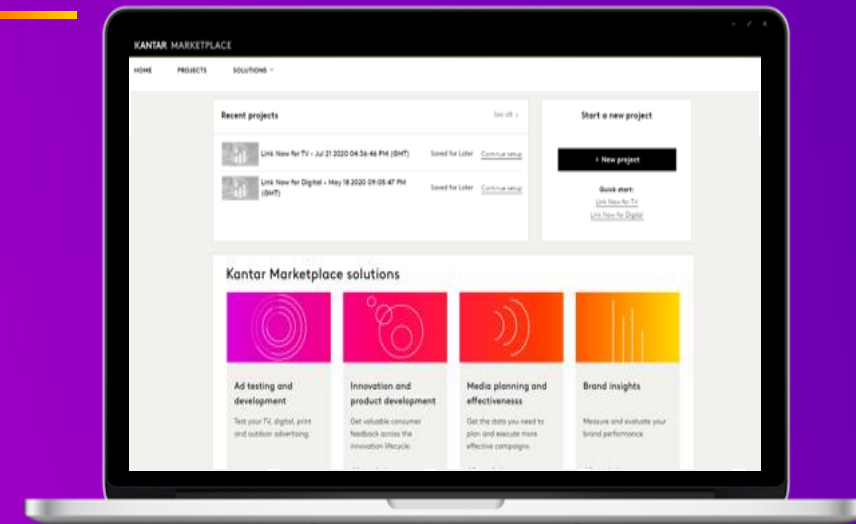 KANTAR MARKETPLACE
HOME PROJECTS SOLUTIONS
Recent projects See all >
Link Now for TV - Jul 21 2020 04:56:46 PM (GMT) Saved for Later Continue setup
Link Now for Digital - May 18 2020 09:05:47 PM
(GMT) Saved for Later Continue setup
Start a new project
+ New project
Quick start:
Link Now for TV
Link Now for Digital
Kantar Marketplace solutions
Ad testing and
development
Test your TV, digital, print
and outdoor advertising.
Innovation and
product development
Get valuable consumer
feedback across the
innovation lifecycle.
Media planning and
effectivenesss
Get the data you need to
plan and execute more
effective campaigns.
Brand insights
Measure and evaluate your
brand performance.